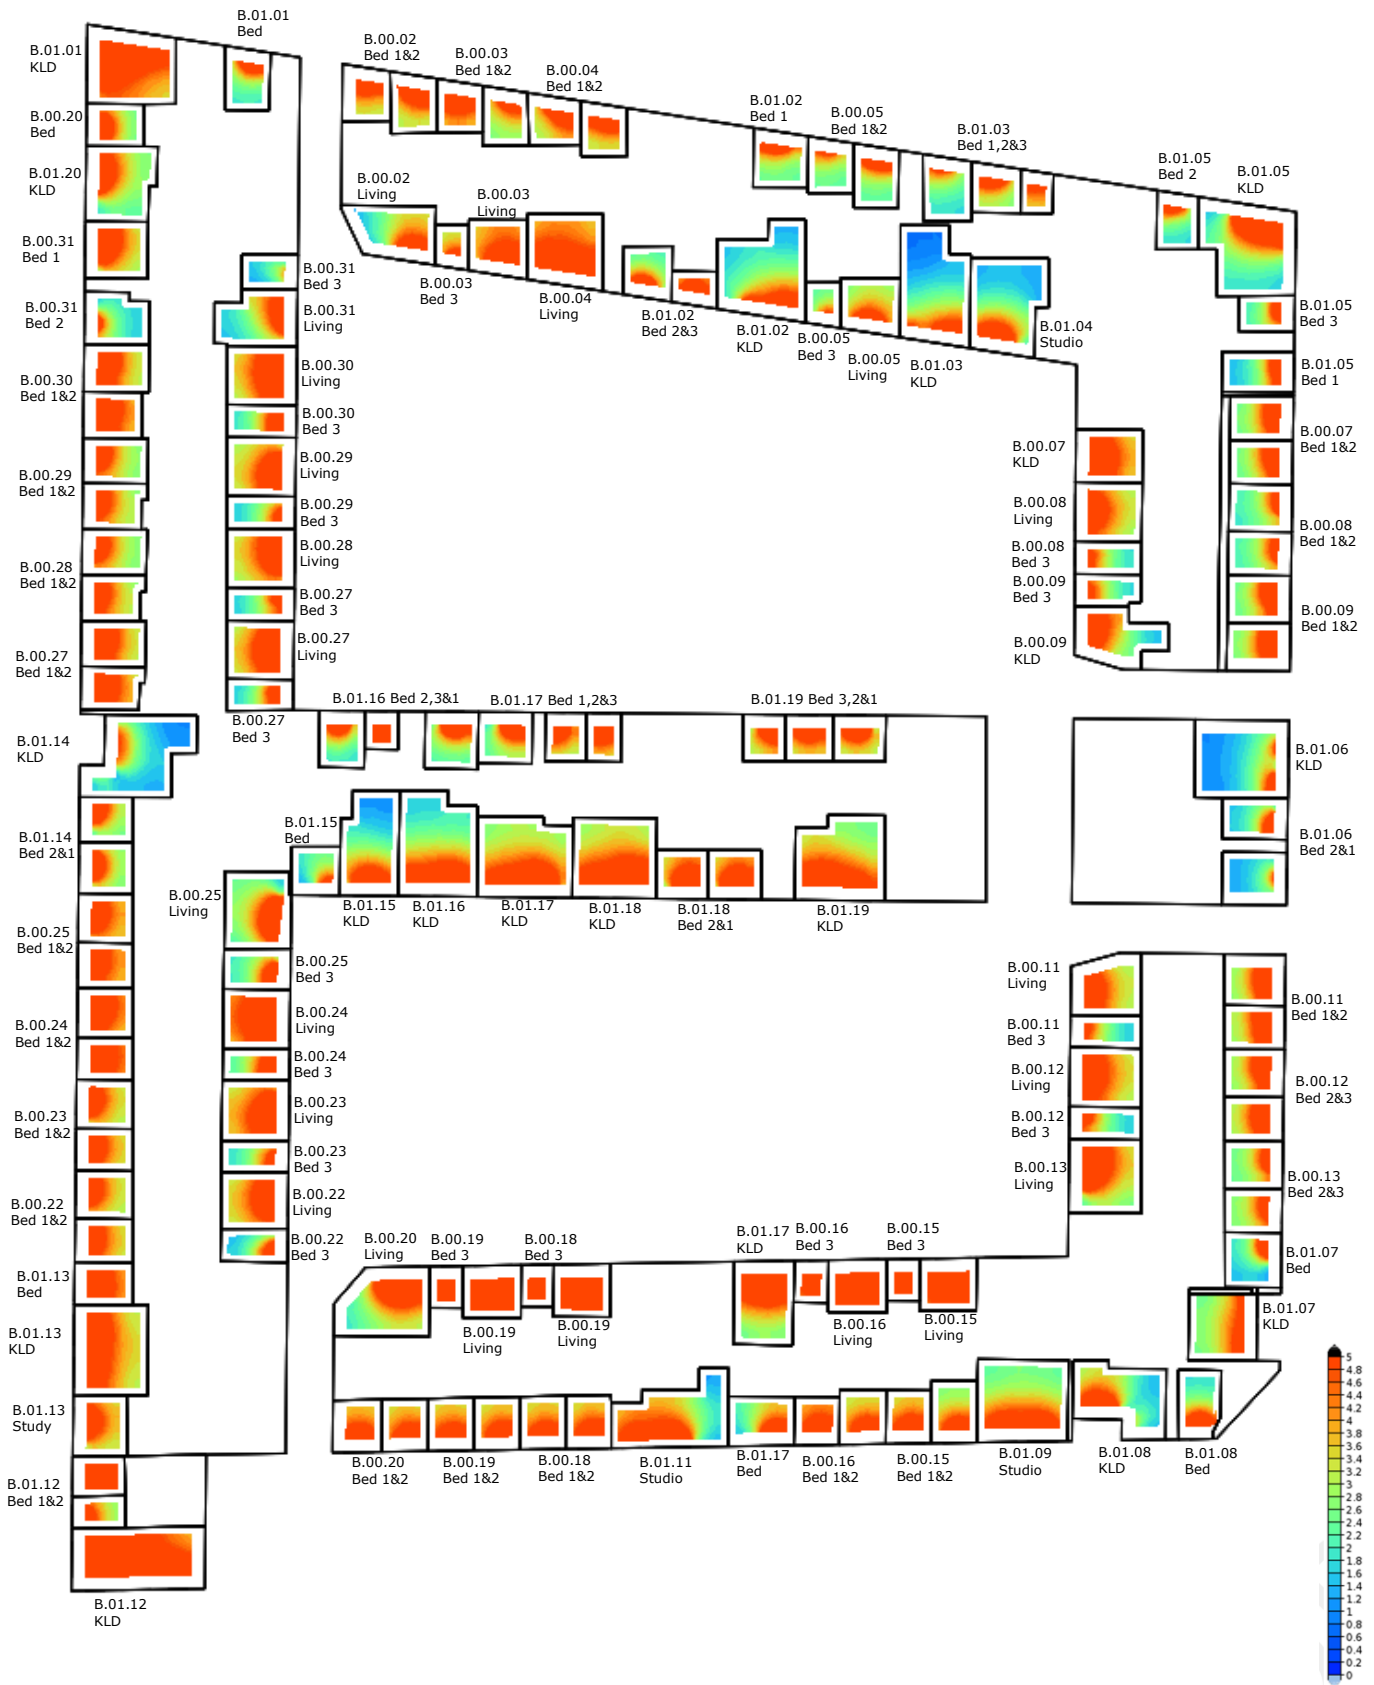 B.01.01
Bed
B.01.01
KLD
B.00.20
Bed
B.01.20
KLD
B.00.31
Bed 1
B.00.31
Bed 2
B.00.30
Bed 1&2
B.00.29
Bed 1&2
B.00.28
Bed 1&2
B.00.27
Bed 1&2
B.00.31
Bed 3
B.00.31
Living
B.00.30
Living
B.00.30
Bed 3
B.00.29
Living
B.00.29
Bed 3
B.00.28
Living
B.00.27
Bed 3
B.00.27
Living
B.00.27
Bed 3
B.00.02
Bed 1&2
B.00.03
Bed 1&2
B.00.04
Bed 1&2
B.01.02
Bed 1
B.00.05
Bed 1&2
B.01.03
Bed 1,2&3
B.01.05
Bed 2
B.01.05
KLD
B.00.02
Living
B.00.03
Living
B.00.03
Bed 3
B.00.04
Living
B.01.02
Bed 2&3
B.01.02
KLD
B.00.05
Bed 3
B.00.05
Living
B.01.03
KLD
B.01.04
Studio
B.01.05
Bed 3
B.01.05
Bed 1
B.00.07
Bed 1&2
B.00.08
Bed 1&2
B.00.09
Bed 1&2
B.00.07
KLD
B.00.08
Living
B.00.08
Bed 3
B.00.09
Bed 3
B.00.09
KLD
B.01.16 Bed 2,3&1
B.01.17 Bed 1,2&3
B.01.19 Bed 3,2&1
B.01.14
KLD
B.01.14
Bed 2&1
B.01.15
Bed
B.01.15
KLD
B.01.16
KLD
B.01.17
KLD
B.01.18
KLD
B.01.18
Bed 2&1
B.01.19
KLD
B.01.06
KLD
B.01.06
Bed 2&1
B.00.25
Living
B.00.25
Bed 1&2
B.00.25
Bed 3
B.00.24
Living
B.00.24
Bed 1&2
B.00.24
Bed 3
B.00.23
Living
B.00.23
Bed 1&2
B.00.23
Bed 3
B.00.22
Living
B.00.22
Bed 1&2
B.00.22
Bed 3
B.00.11
Living
B.00.11
Bed 1&2
B.00.11
Bed 3
B.00.12
Living
B.00.12
Bed 2&3
B.00.12
Bed 3
B.00.13
Living
B.00.13
Bed 2&3
B.01.07
Bed
B.01.07
KLD
B.01.13
Bed
B.01.13
KLD
B.01.13
Study
B.01.12
Bed 1&2
B.01.12
KLD
B.00.20
Living
B.00.19
Bed 3
B.00.18
Bed 3
B.01.17
KLD
B.00.16
Bed 3
B.00.15
Bed 3
B.00.19
Living
B.00.19
Living
B.00.16
Living
B.00.15
Living
B.00.20
Bed 1&2
B.00.19
Bed 1&2
B.00.18
Bed 1&2
B.01.11
Studio
B.01.17
Bed
B.00.16
Bed 1&2
B.00.15
Bed 1&2
B.01.09
Studio
B.01.08
KLD
B.01.08
Bed
5
4.8
4.6
4.4
4.2
4
3.8
3.6
3.4
3.2
3
2.8
2.6
2.4
2.2
2
1.8
1.6
1.4
1.2
1
0.8
0.6
0.4
0.2
0